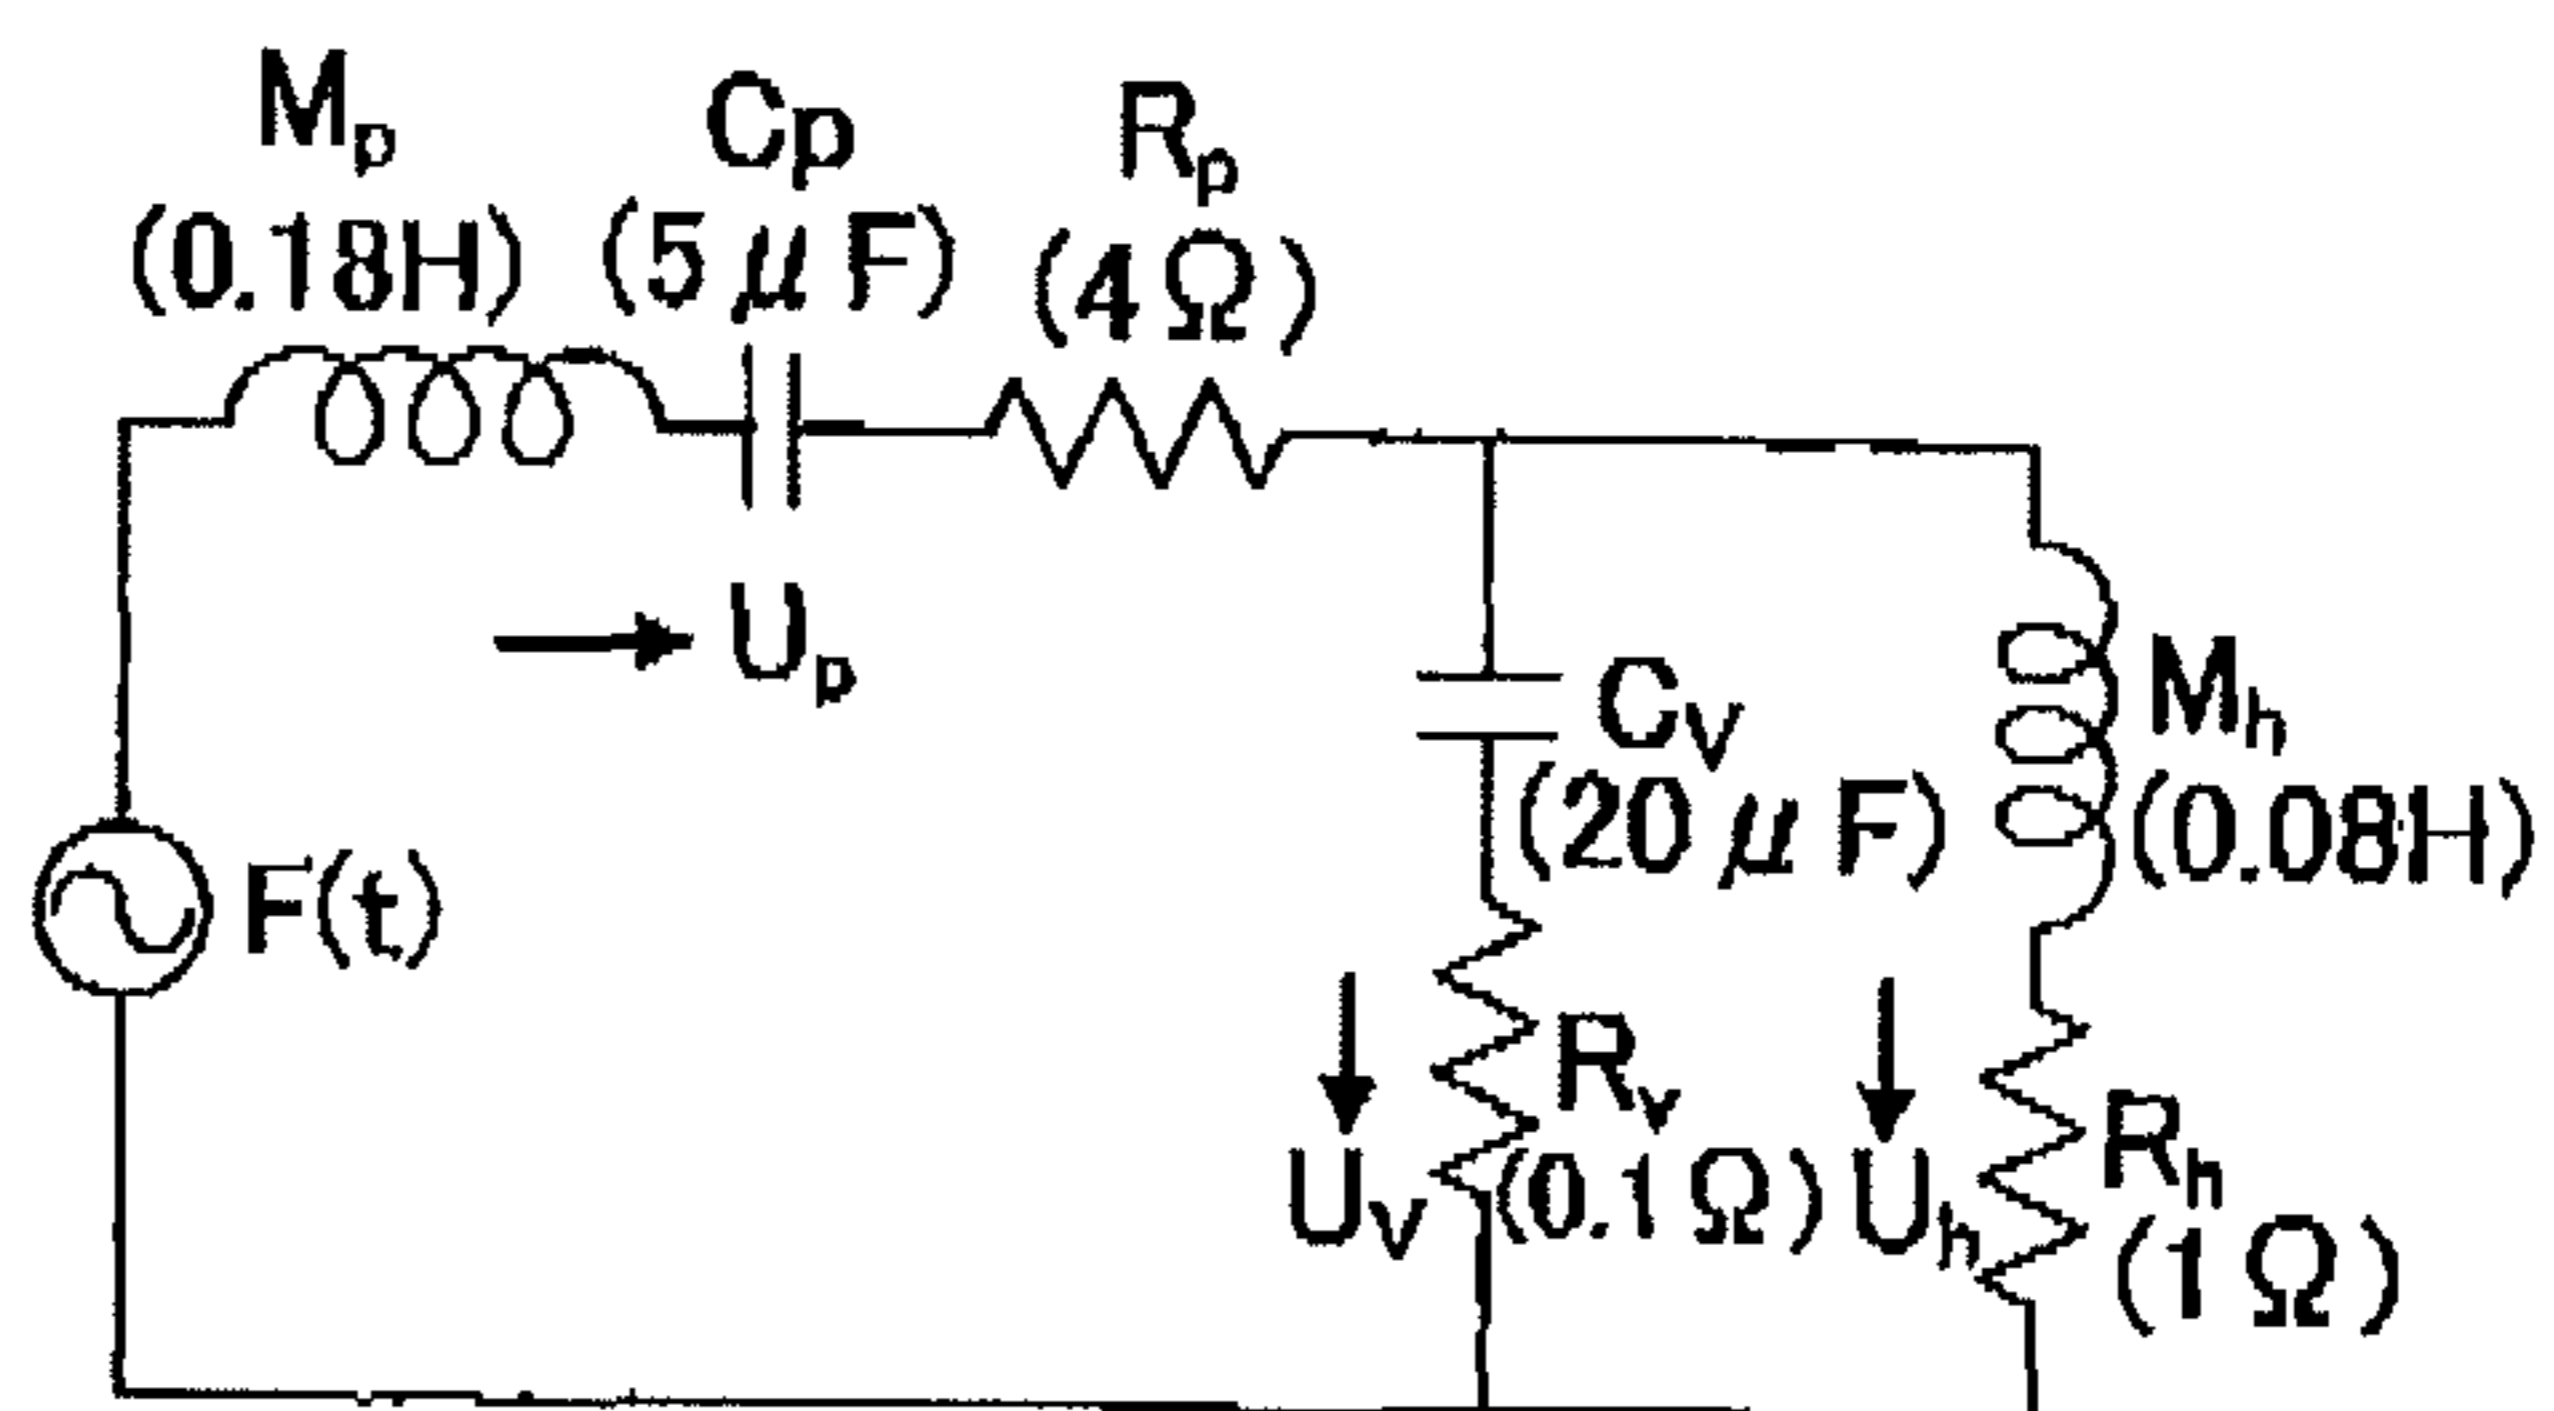 Mp
(0.18H)
Cp
(5μF)
Rp
(4Ω)
Up
F(t)
Cv
(20μF)
Mh
(0.08H)
Rv
(0.1Ω)
Uv
Uh
Rh
(1Ω)